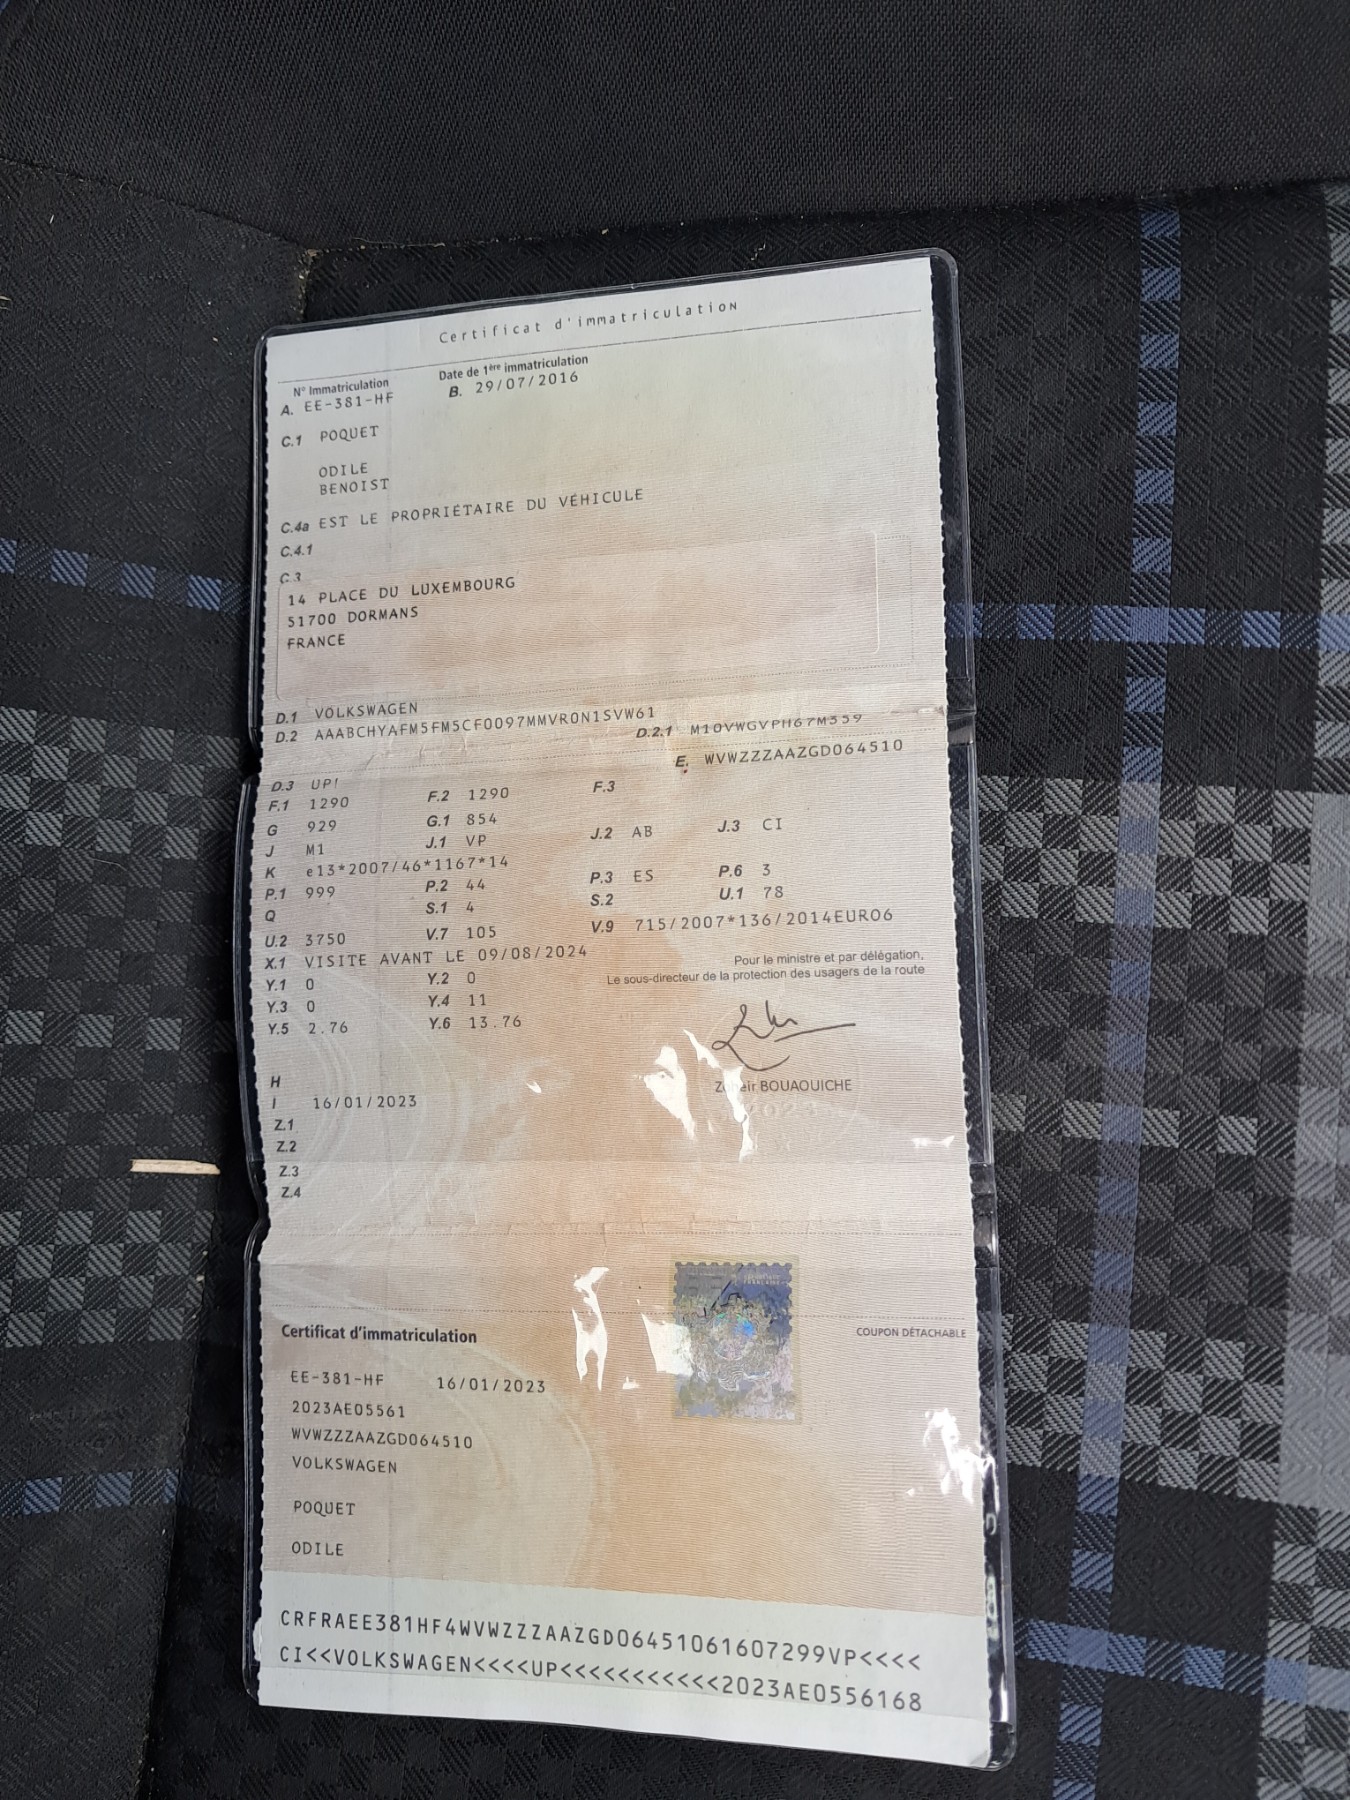 Certificat d'immatriculation
N° Immatriculation Date de 1ère immatriculation
A. EE-381-HF B. 29/07/2016
C.1 POQUET
ODILE
BENOIST
C.4a EST LE PROPRIÉTAIRE DU VÉHICULE
C.4.1
C.3
14 PLACE DU LUXEMBOURG
51700 DORMANS
FRANCE
D.1 VOLKSWAGEN
D.2 AAABCHYAFM5FM5CF0097MMVRON1SVW61 D.2.1 M10VWGVPH67M559
E. WVWZZZAAZGD064510
D.3 UP!
F.1 1290 F.2 1290 F.3
G 929 G.1 854
J M1 J.1 VP J.2 AB J.3 CI
K e13*2007/46*1167*14
P.1 999 P.2 44 P.3 ES P.6 3
Q S.1 4 S.2 U.1 78
U.2 3750 V.7 105 V.9 715/2007*136/2014EURO6
X.1 VISITE AVANT LE 09/08/2024
Pour le ministre et par délégation,
Le sous-directeur de la protection des usagers de la route
Y.1 0 Y.2 0
Y.3 0 Y.4 11
Y.5 2.76 Y.6 13.76
H
I 16/01/2023
BOUAOUICHE
2023
Z.1
Z.2
Z.3
Z.4
Certificat d'immatriculation COUPON DÉTACHABLE
EE-381-HF 16/01/2023
2023AE05561
WVWZZZAAZGD064510
VOLKSWAGEN
POQUET
ODILE
CRFRAEE381HF4WVWZZZAAZGD06451061607299VP<<<<
CI<<VOLKSWAGEN<<<<UP<<<<<<<<<<<2023AE0556168